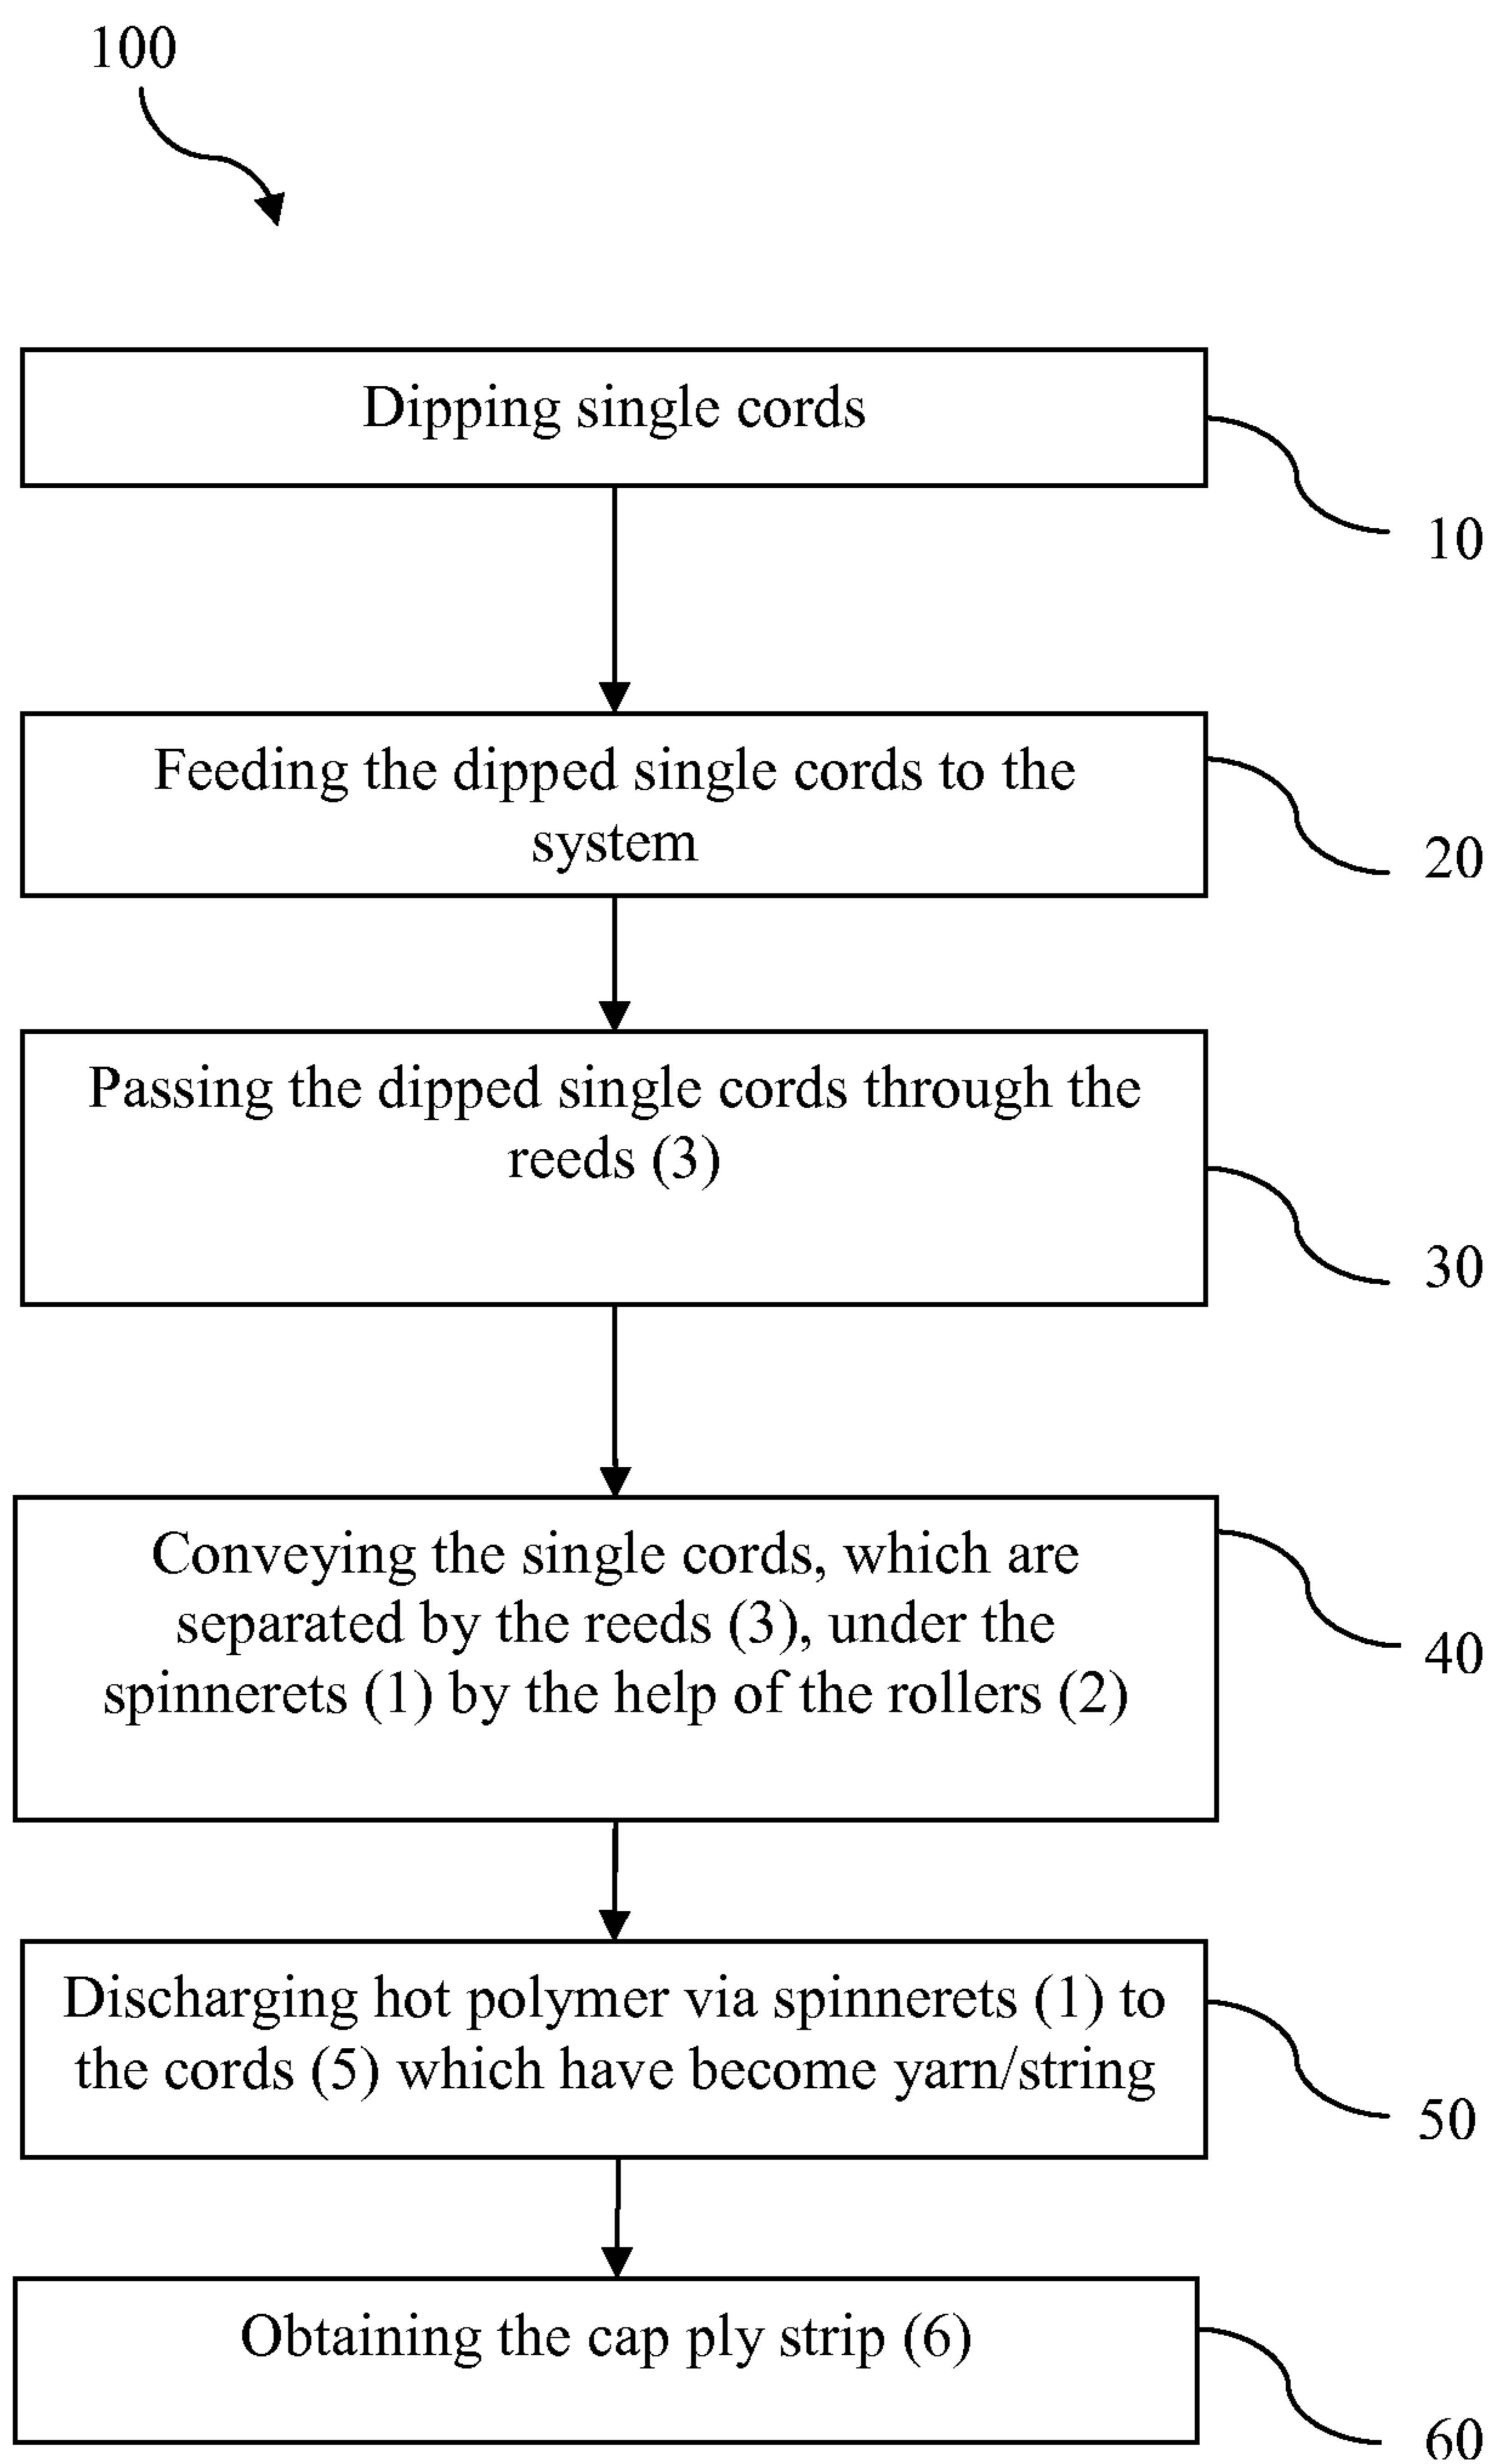 100
Dipping single cords
10
Feeding the dipped single cords to the
system
20
Passing the dipped single cords through the
reeds (3)
30
Conveying the single cords, which are
separated by the reeds (3), under the
spinnerets (1) by the help of the rollers (2)
40
Discharging hot polymer via spinnerets (1) to
the cords (5) which have become yarn/string
50
Obtaining the cap ply strip (6)
60